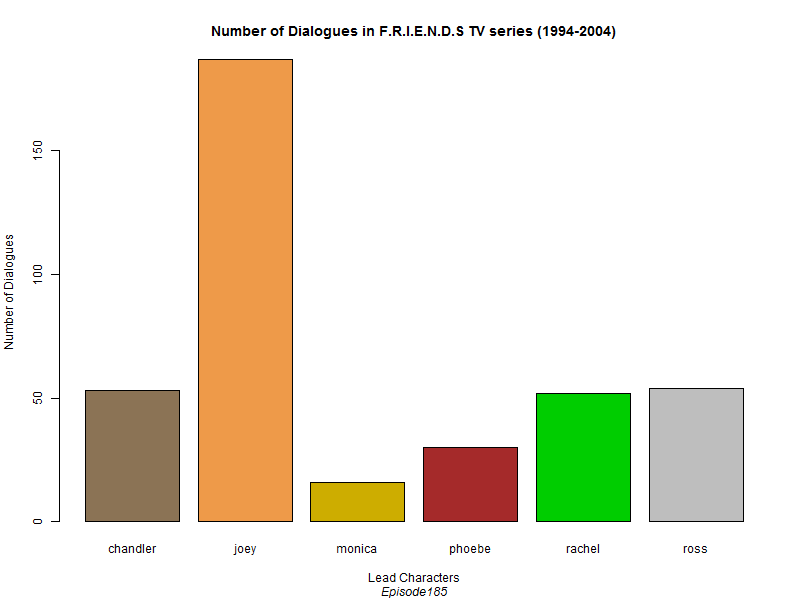 Number of Dialogues in F.R.I.E.N.D.S TV series (1994-2004)
Number of Dialogues
150
100
50
0
chandler joey monica phoebe rachel ross
Lead Characters
Episode185